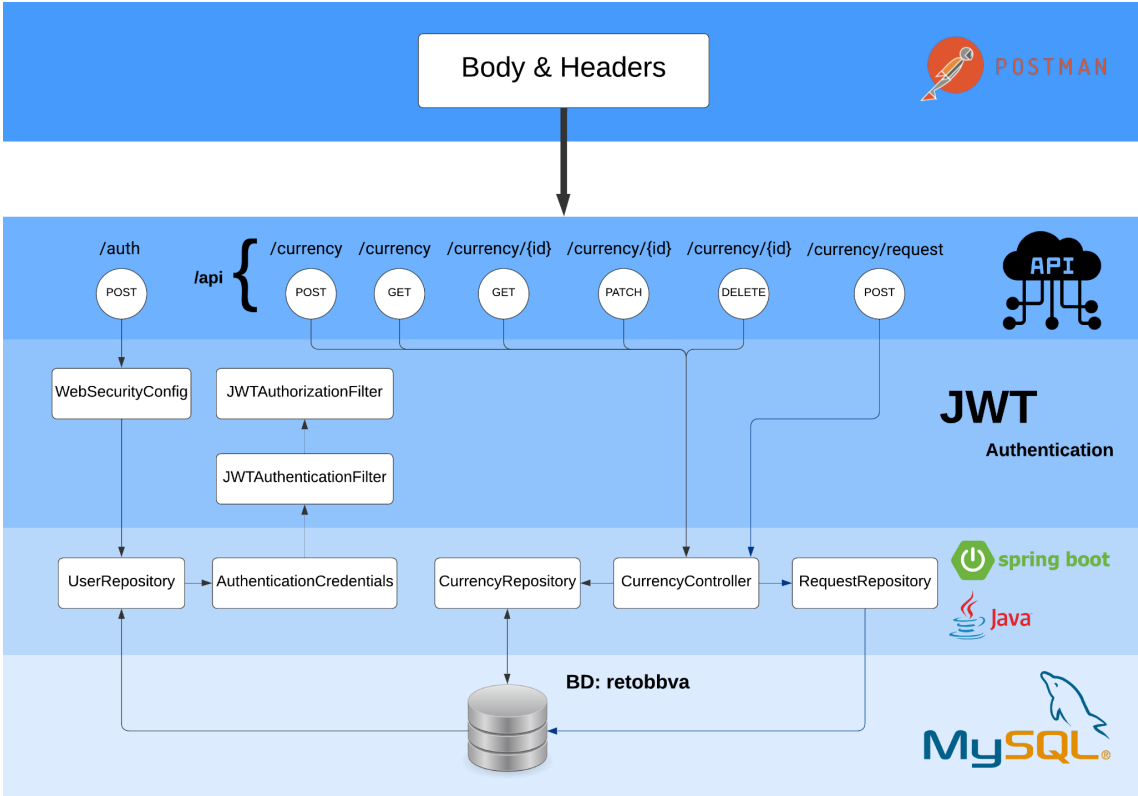 Body & Headers
POSTMAN
/auth
/api
{
/currency
/currency
/currency/{id}
/currency/{id}
/currency/{id}
/currency/request
POST
POST
GET
GET
PATCH
DELETE
POST
API
WebSecurityConfig
JWTAuthorizationFilter
JWT
Authentication
JWTAuthenticationFilter
UserRepository
AuthenticationCredentials
CurrencyRepository
CurrencyController
RequestRepository
spring boot
Java
BD: retobbva
MySQL®